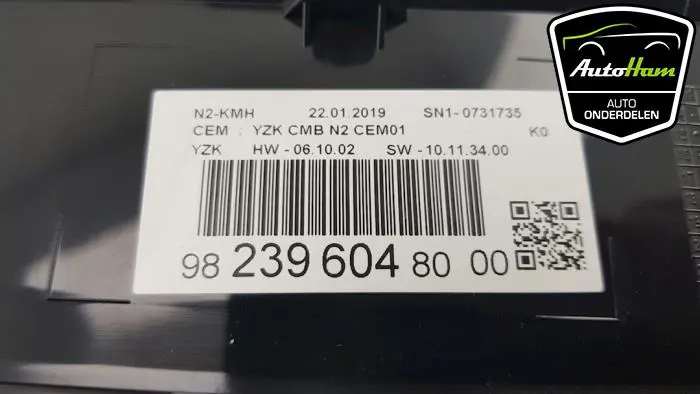 N2-KMH 22.01.2019 SN1-0731735
CEM : YZK CMB N2 CEM01 K0
YZK HW - 06.10.02 SW - 10.11.34.00
98 239 604 80 00
AutoHam
AUTO
ONDERDELEN